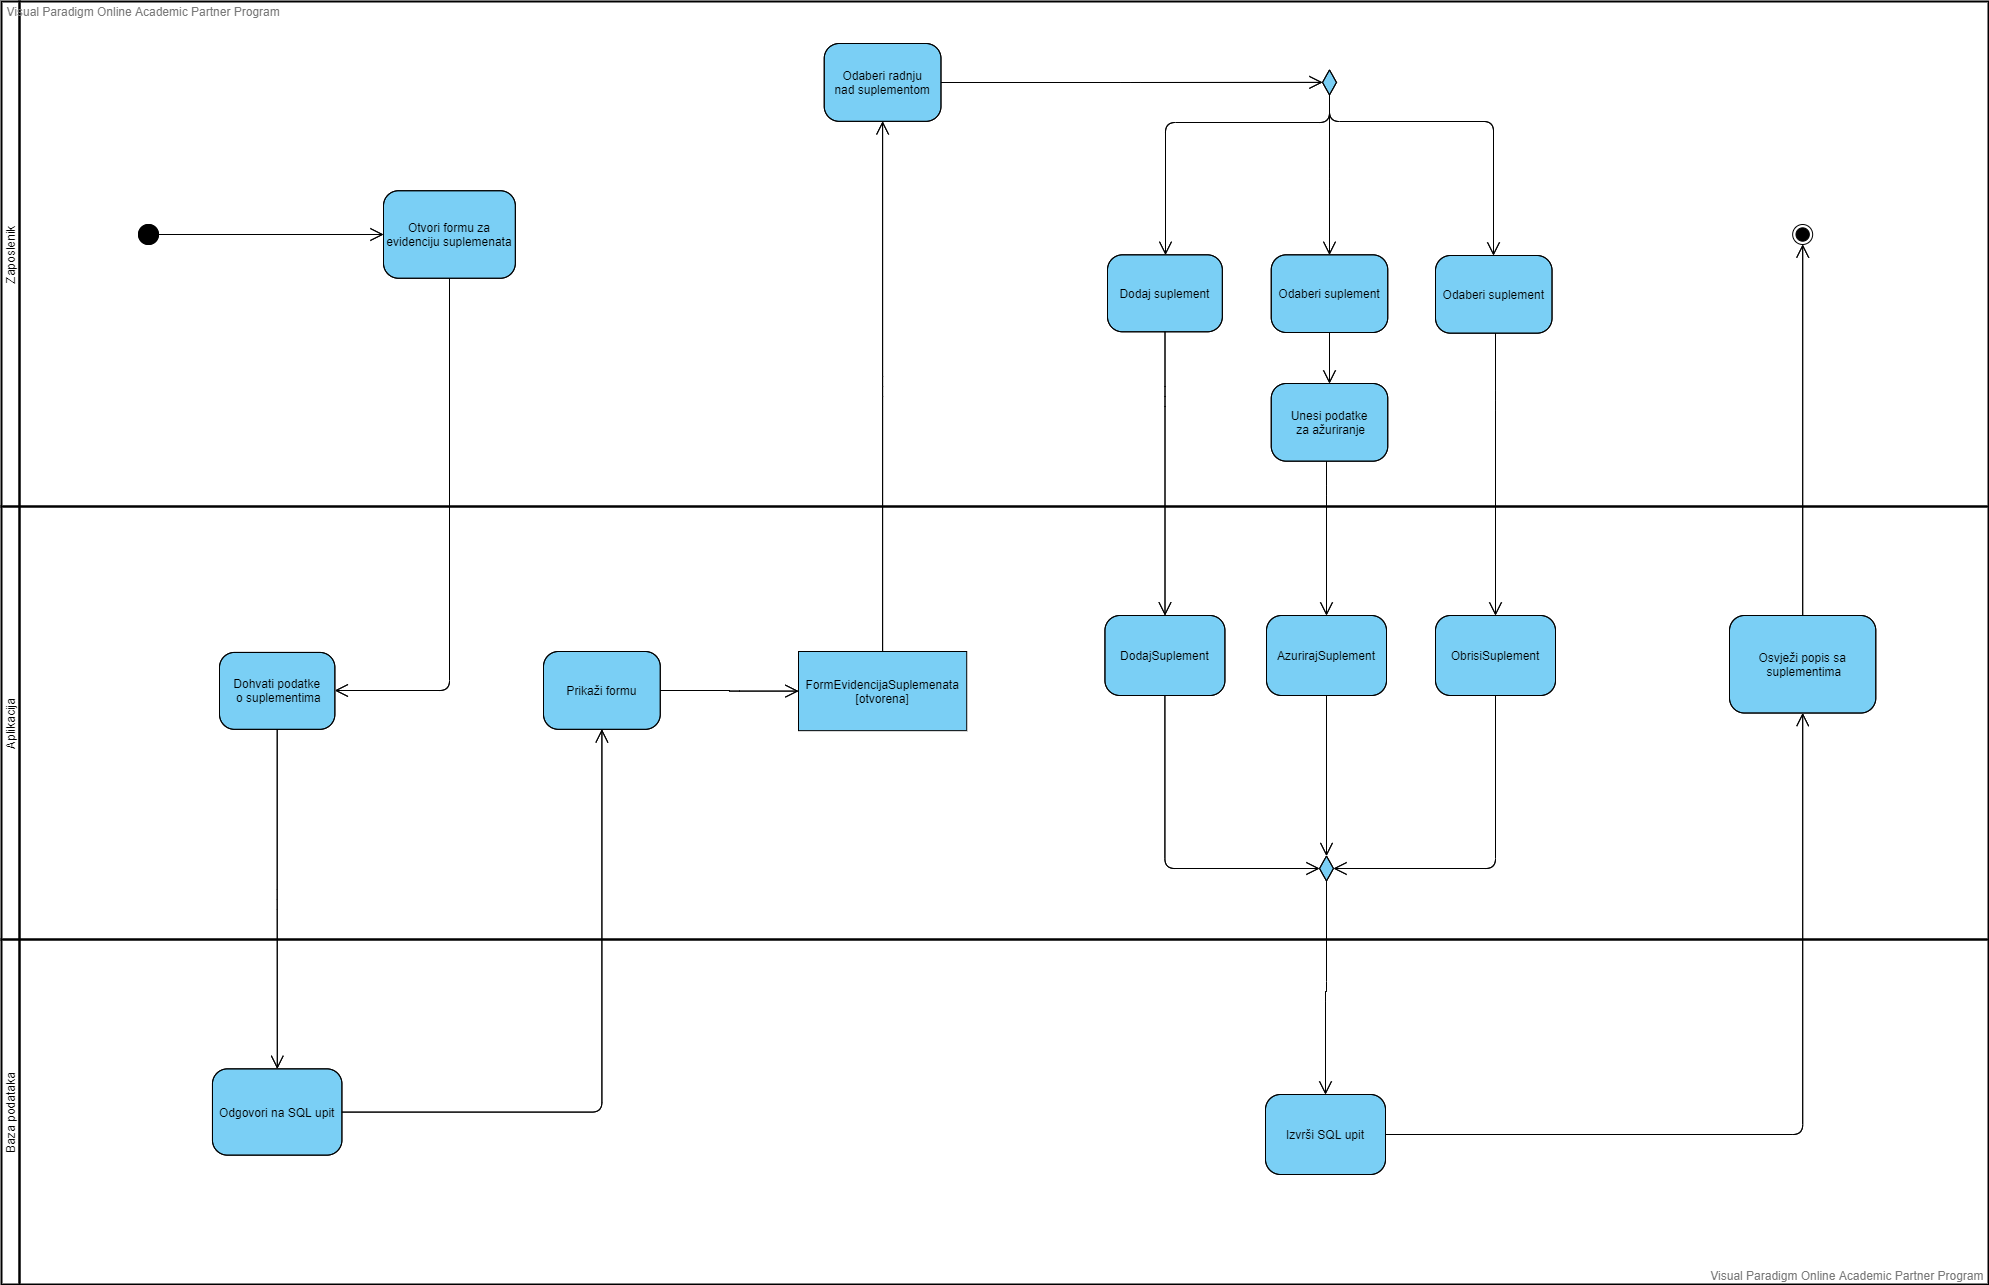 Visual Paradigm Online Academic Partner Program
Zaposlenik
Odaberi radnju
nad suplementom
Otvori formu za
evidenciju suplemenata
Dodaj suplement
Odaberi suplement
Odaberi suplement
Unesi podatke
za ažuriranje
Aplikacija
Dohvati podatke
o suplementima
Prikaži formu
FormEvidencijaSuplemenata
[otvorena]
DodajSuplement
AzurirajSuplement
ObrisiSuplement
Osvježi popis sa
suplementima
Baza podataka
Odgovori na SQL upit
Izvrši SQL upit
Visual Paradigm Online Academic Partner Program